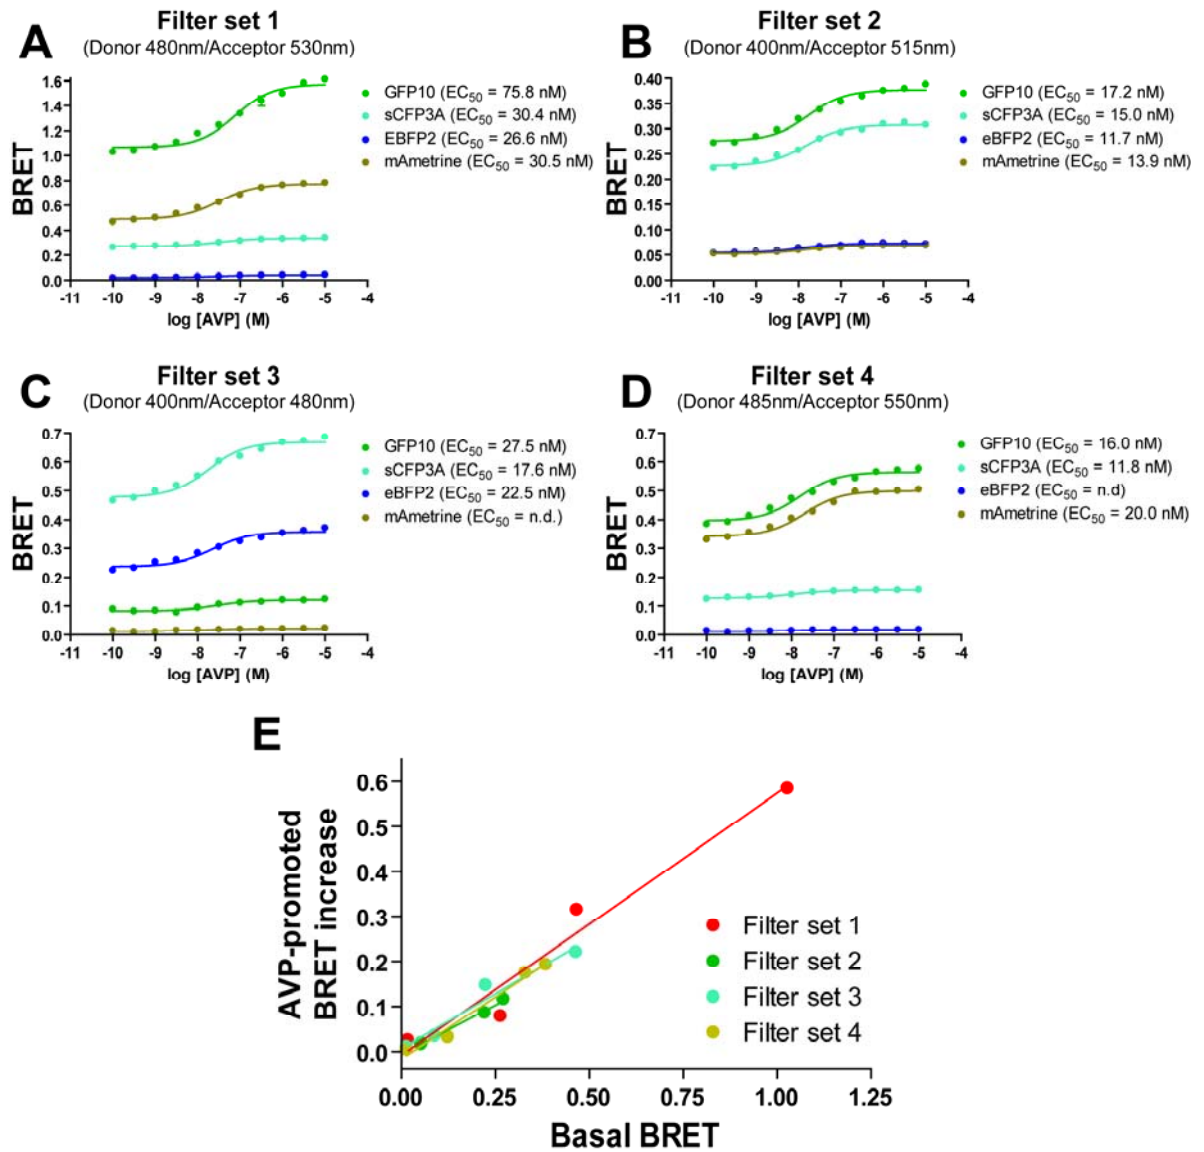 A
Filter set 1
(Donor 480nm/Acceptor 530nm)
BRET
1.6
1.4
1.2
1.0
0.8
0.6
0.4
0.2
0.0
-11
-10
-9
-8
-7
-6
-5
-4
log [AVP] (M)
GFP10 (EC50 = 75.8 nM)
sCFP3A (EC50 = 30.4 nM)
EBFP2 (EC50 = 26.6 nM)
mAmetrine (EC50 = 30.5 nM)
B
Filter set 2
(Donor 400nm/Acceptor 515nm)
BRET
0.40
0.35
0.30
0.25
0.20
0.15
0.10
0.05
0.00
-11
-10
-9
-8
-7
-6
-5
-4
log [AVP] (M)
GFP10 (EC50 = 17.2 nM)
sCFP3A (EC50 = 15.0 nM)
eBFP2 (EC50 = 11.7 nM)
mAmetrine (EC50 = 13.9 nM)
C
Filter set 3
(Donor 400nm/Acceptor 480nm)
BRET
0.7
0.6
0.5
0.4
0.3
0.2
0.1
0.0
-11
-10
-9
-8
-7
-6
-5
-4
log [AVP] (M)
GFP10 (EC50 = 27.5 nM)
sCFP3A (EC50 = 17.6 nM)
eBFP2 (EC50 = 22.5 nM)
mAmetrine (EC50 = n.d.)
D
Filter set 4
(Donor 485nm/Acceptor 550nm)
BRET
0.7
0.6
0.5
0.4
0.3
0.2
0.1
0.0
-11
-10
-9
-8
-7
-6
-5
-4
log [AVP] (M)
GFP10 (EC50 = 16.0 nM)
sCFP3A (EC50 = 11.8 nM)
eBFP2 (EC50 = n.d)
mAmetrine (EC50 = 20.0 nM)
E
AVP-promoted
BRET increase
0.6
0.5
0.4
0.3
0.2
0.1
0.0
0.00
0.25
0.50
0.75
1.00
1.25
Basal BRET
Filter set 1
Filter set 2
Filter set 3
Filter set 4